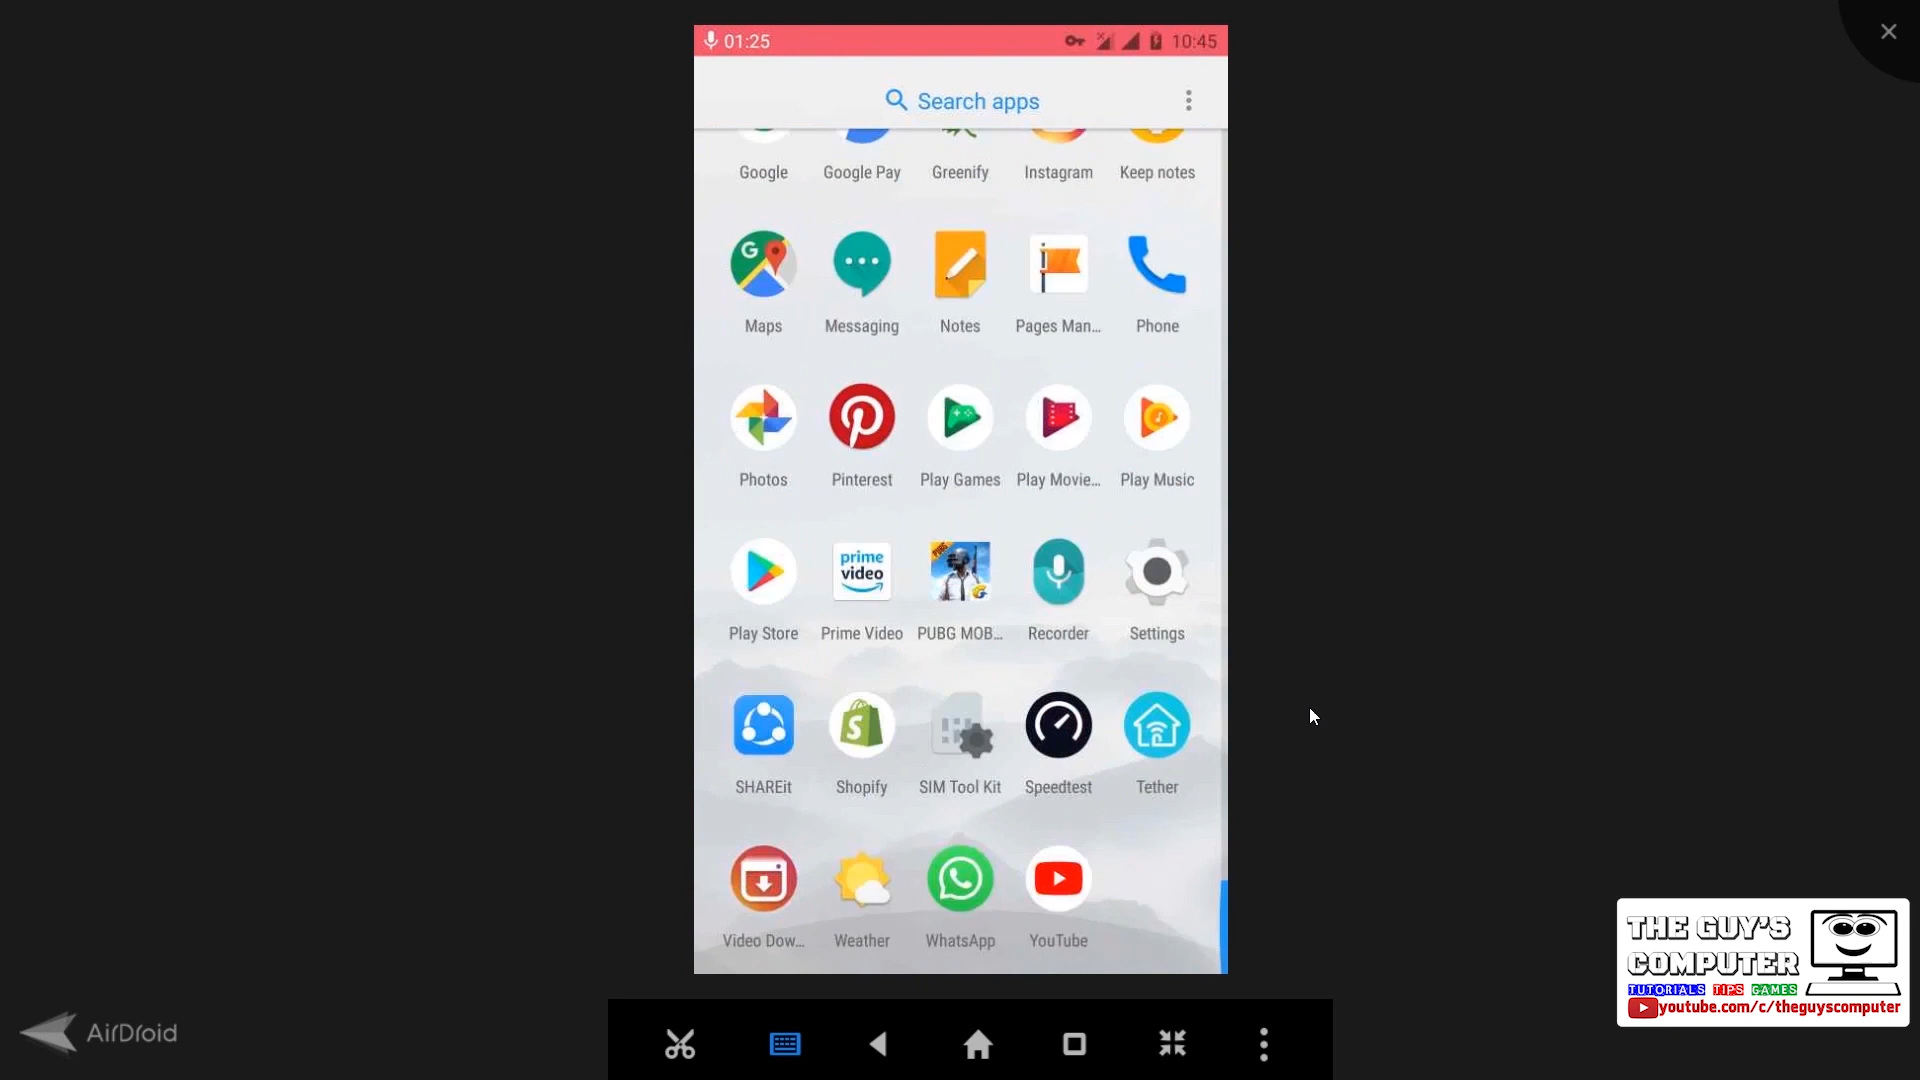 01:25 10:45
Search apps
Google Google Pay Greenify Instagram Keep notes
G
Maps Messaging Notes Pages Man... Phone
Photos Pinterest Play Games Play Movie... Play Music
prime
video
PUBG
Play Store Prime Video PUBG MOB... Recorder Settings
S
SHAREit Shopify SIM Tool Kit Speedtest Tether
Video Dow... Weather WhatsApp YouTube
AirDroid
THE GUY'S
COMPUTER
TUTORIALS TIPS GAMES
youtube.com/c/theguyscomputer